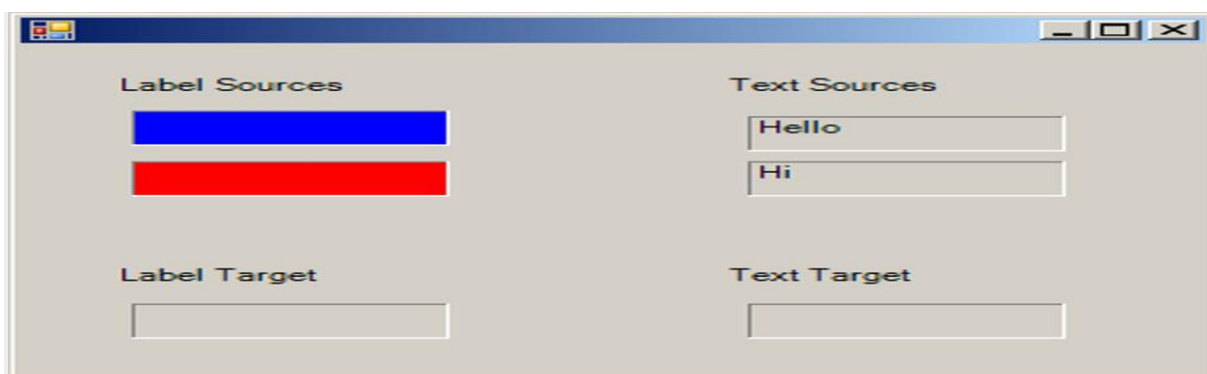 Label Sources
Text Sources
Hello
Hi
Label Target
Text Target